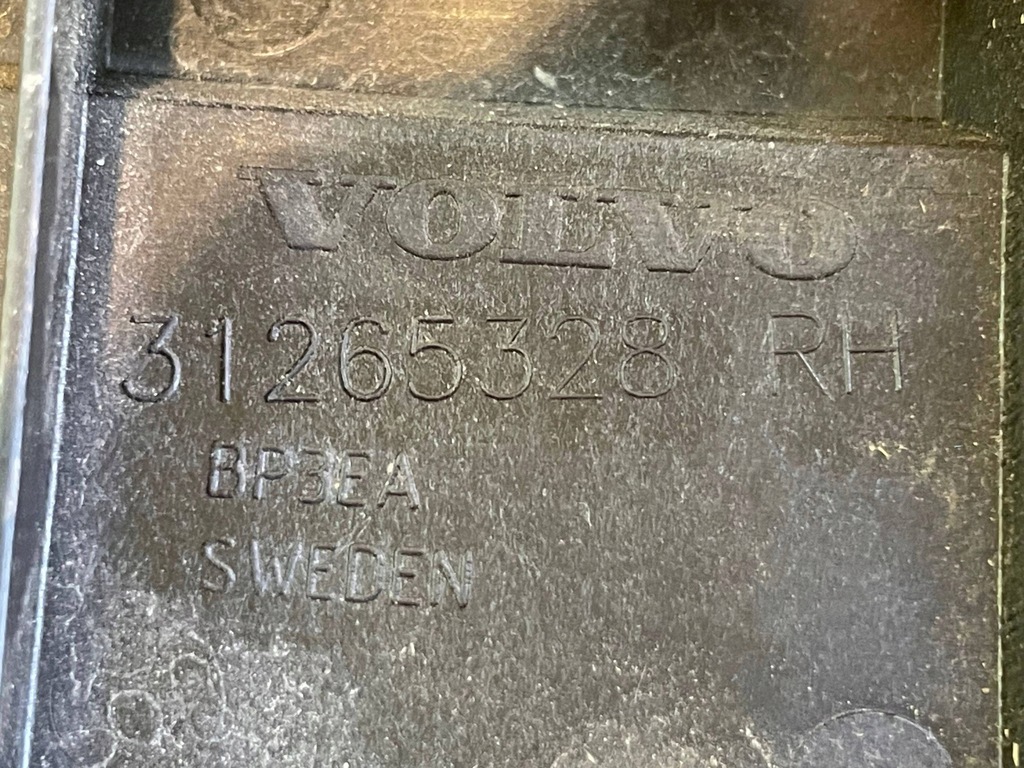 VOLVO
31265328 RH
BP3EA
SWEDEN